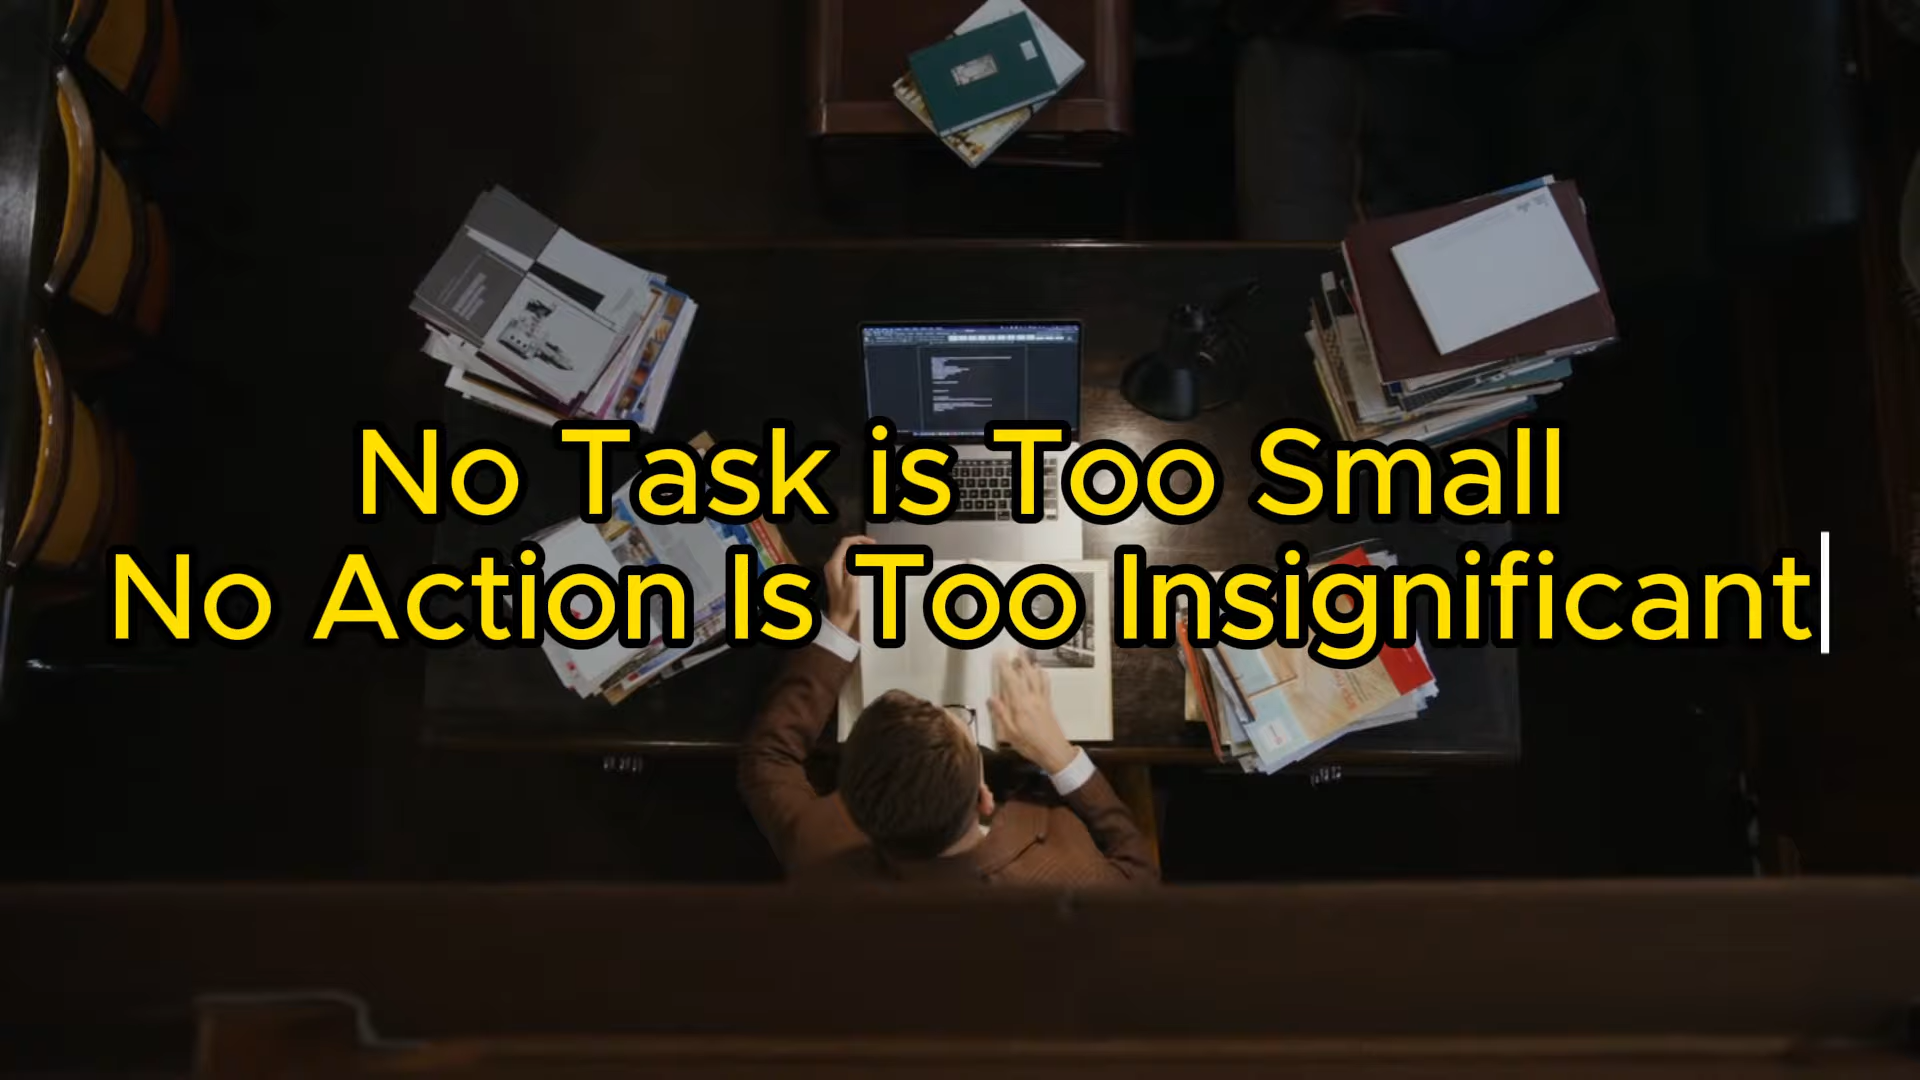 No Task is Too Small
No Action Is Too Insignificant